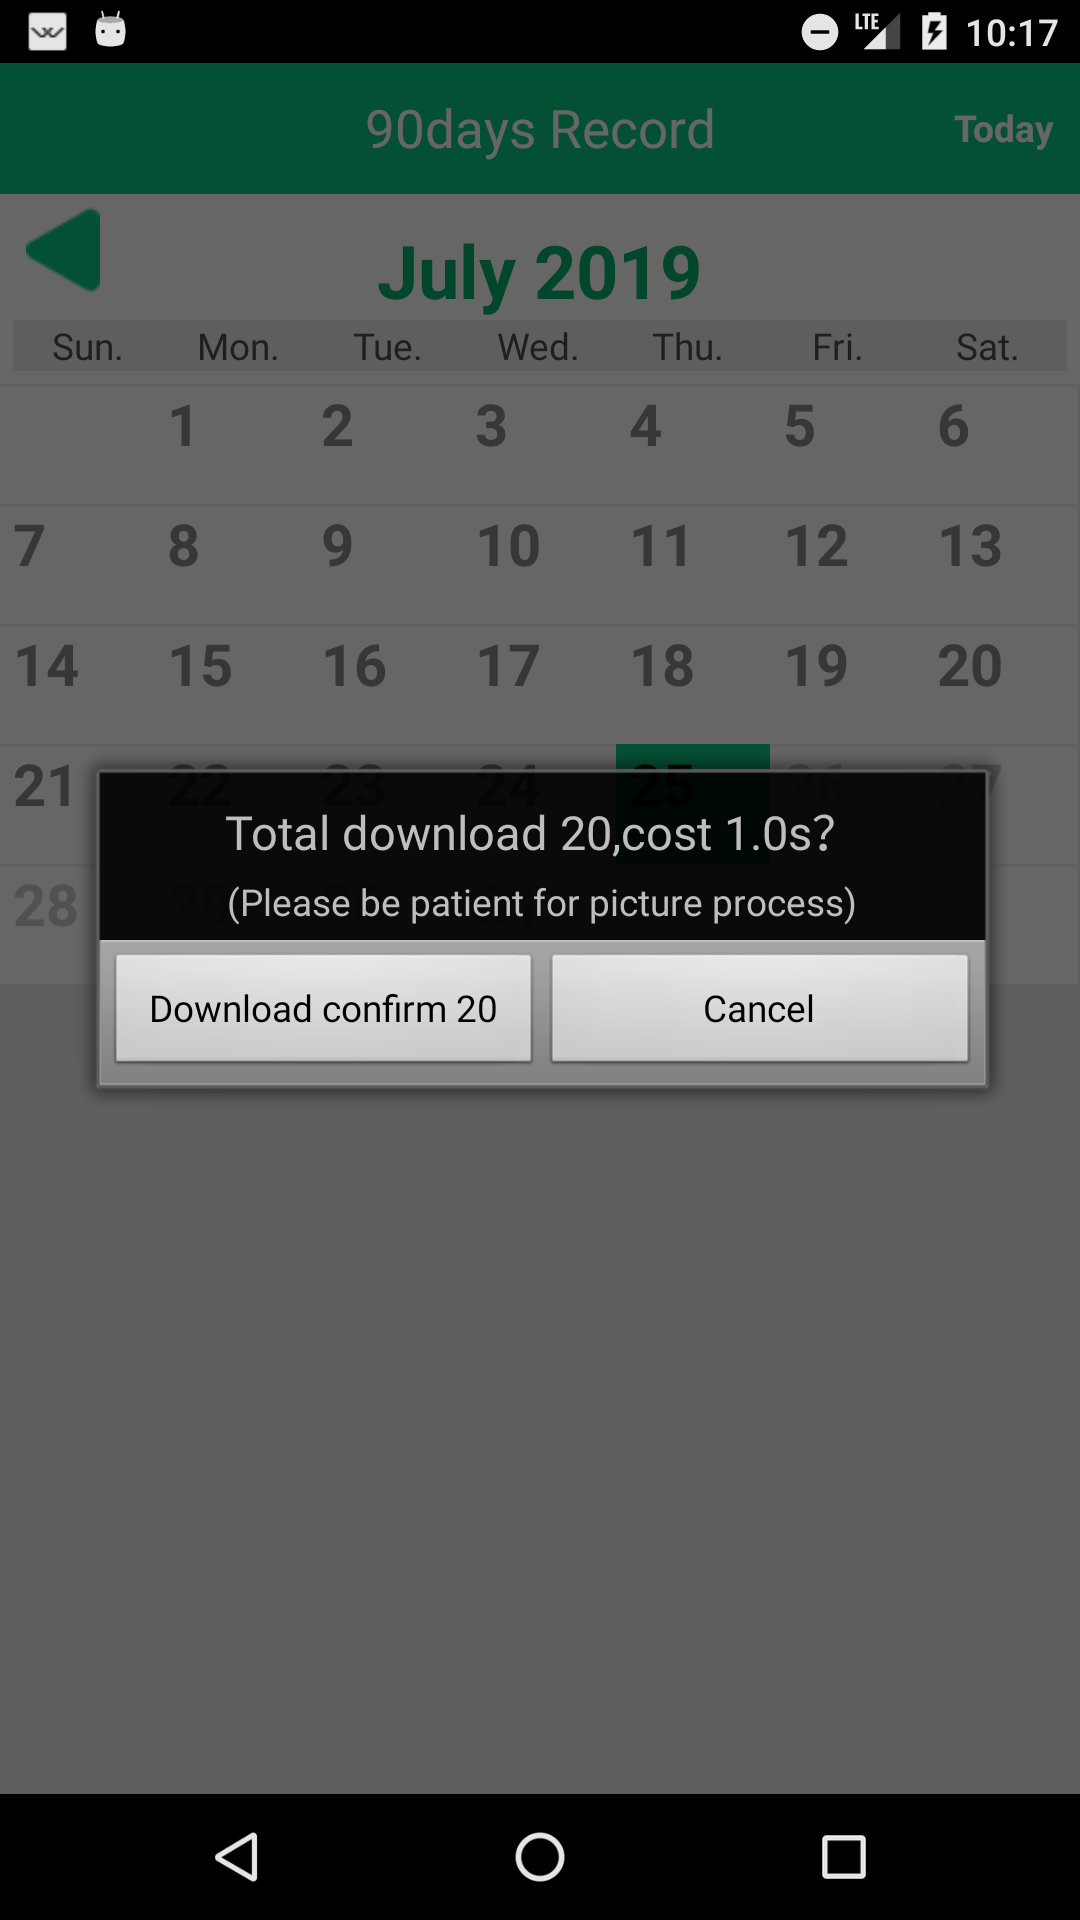 LTE 10:17
90days Record Today
July 2019
Sun. Mon. Tue. Wed. Thu. Fri. Sat.
1 2 3 4 5 6
7 8 9 10 11 12 13
14 15 16 17 18 19 20
21 22 23 24 25 26 27
28 29
Total download 20,cost 1.0s?
(Please be patient for picture process)
Download confirm 20 Cancel